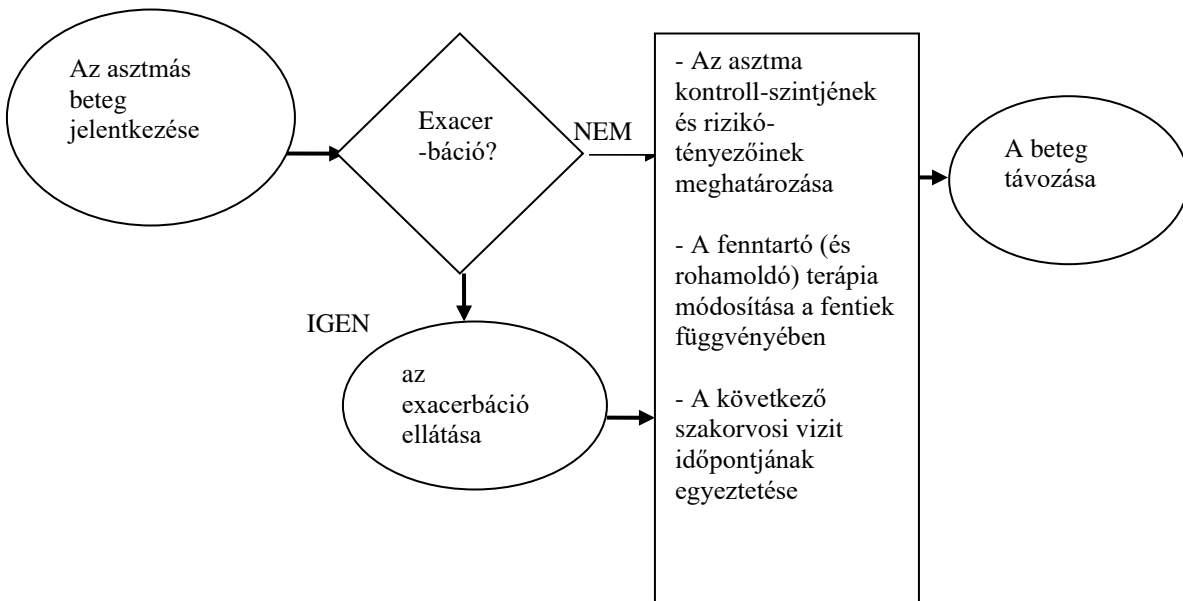 Az asztmás
beteg
jelentkezése
Exacer
-báció?
NEM
IGEN
az
exacerbáció
ellátása
- Az asztma
kontroll-szintjének
és rizikó-
tényezőinek
meghatározása
- A fenntartó (és
rohamoldó) terápia
módosítása a fentiek
függvényében
- A következő
szakorvosi vizit
időpontjának
egyeztetése
A beteg
távozása